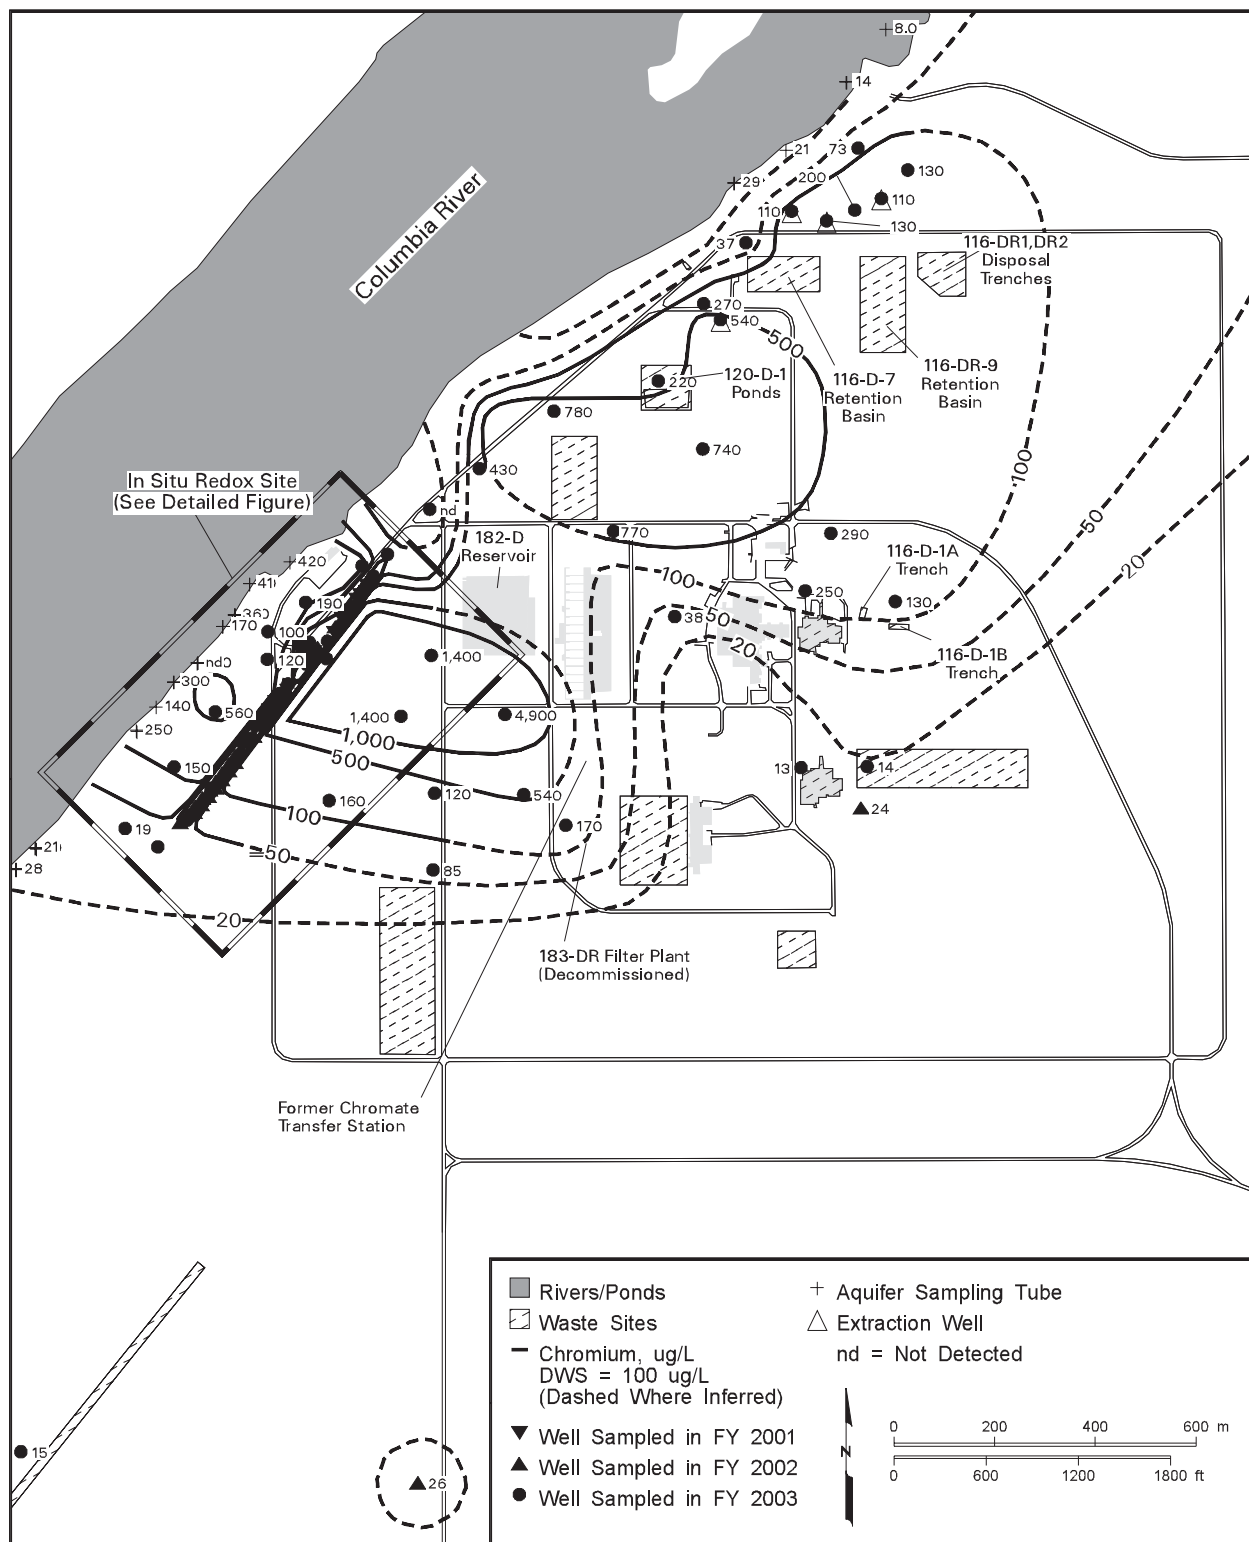 8.0
14
21
73
130
29
200
110
110
130
37
116-DR1,DR2
Disposal
Trenches
Columbia River
270
540
500
120-D-1
Ponds
220
116-D-7
Retention
Basin
116-DR-9
Retention
Basin
780
740
430
100
In Situ Redox Site
(See Detailed Figure)
nd
50
182-D
Reservoir
770
290
20
420
116-D-1A
Trench
41
100
250
190
130
360
170
38
50
100
20
116-D-1B
Trench
nd
120
1,400
300
140
560
1,400
4,900
250
1,000
500
150
13
14
160
120
540
24
100
19
170
21
50
28
85
20
183-DR Filter Plant
(Decommissioned)
Former Chromate
Transfer Station
15
26
Rivers/Ponds
Waste Sites
Chromium, ug/L
DWS = 100 ug/L
(Dashed Where Inferred)
Well Sampled in FY 2001
Well Sampled in FY 2002
Well Sampled in FY 2003
Aquifer Sampling Tube
Extraction Well
nd = Not Detected
N
0 200 400 600 m
0 600 1200 1800 ft